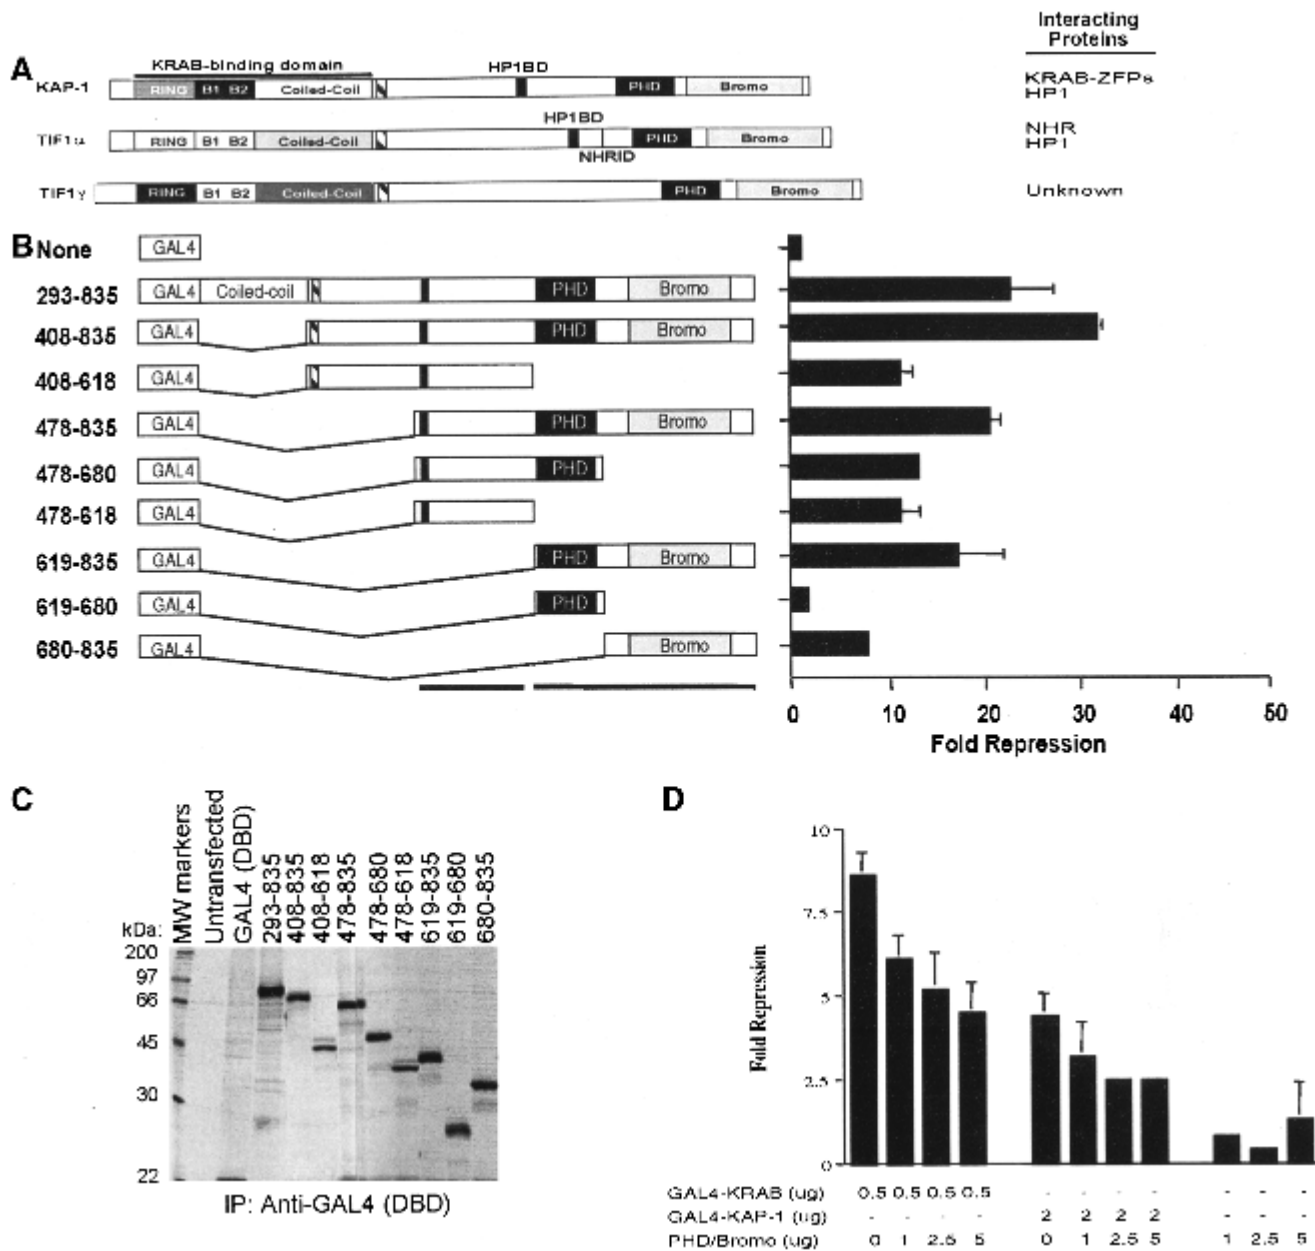 Interacting
Proteins
A
KRAB-binding domain
HP1BD
KAP-1
RING
B1 B2
Coiled-Coil
PHD
Bromo
KRAB-ZFPs
HP1
HP1BD
TIF1α
RING
B1 B2
Coiled-Coil
PHD
Bromo
NHR
HP1
NHRID
TIF1γ
RING
B1 B2
Coiled-Coil
PHD
Bromo
Unknown
B
None
GAL4
293-835
GAL4
Coiled-coil
PHD
Bromo
408-835
GAL4
PHD
Bromo
408-618
GAL4
478-835
GAL4
PHD
Bromo
478-680
GAL4
PHD
478-618
GAL4
619-835
GAL4
PHD
Bromo
619-680
GAL4
PHD
680-835
GAL4
Bromo
0 10 20 30 40 50
Fold Repression
C
kDa:
MW markers
Untransfected
GAL4 (DBD)
293-835
408-835
408-618
478-835
478-680
478-618
619-835
619-680
680-835
200
97
66
45
30
22
IP: Anti-GAL4 (DBD)
D
Fold Repression
10
7.5
5
2.5
0
GAL4-KRAB (ug) 0.5 0.5 0.5 0.5 - - - - - - -
GAL4-KAP-1 (ug) - - - - 2 2 2 2 - - -
PHD/Bromo (ug) 0 1 2.5 5 0 1 2.5 5 1 2.5 5